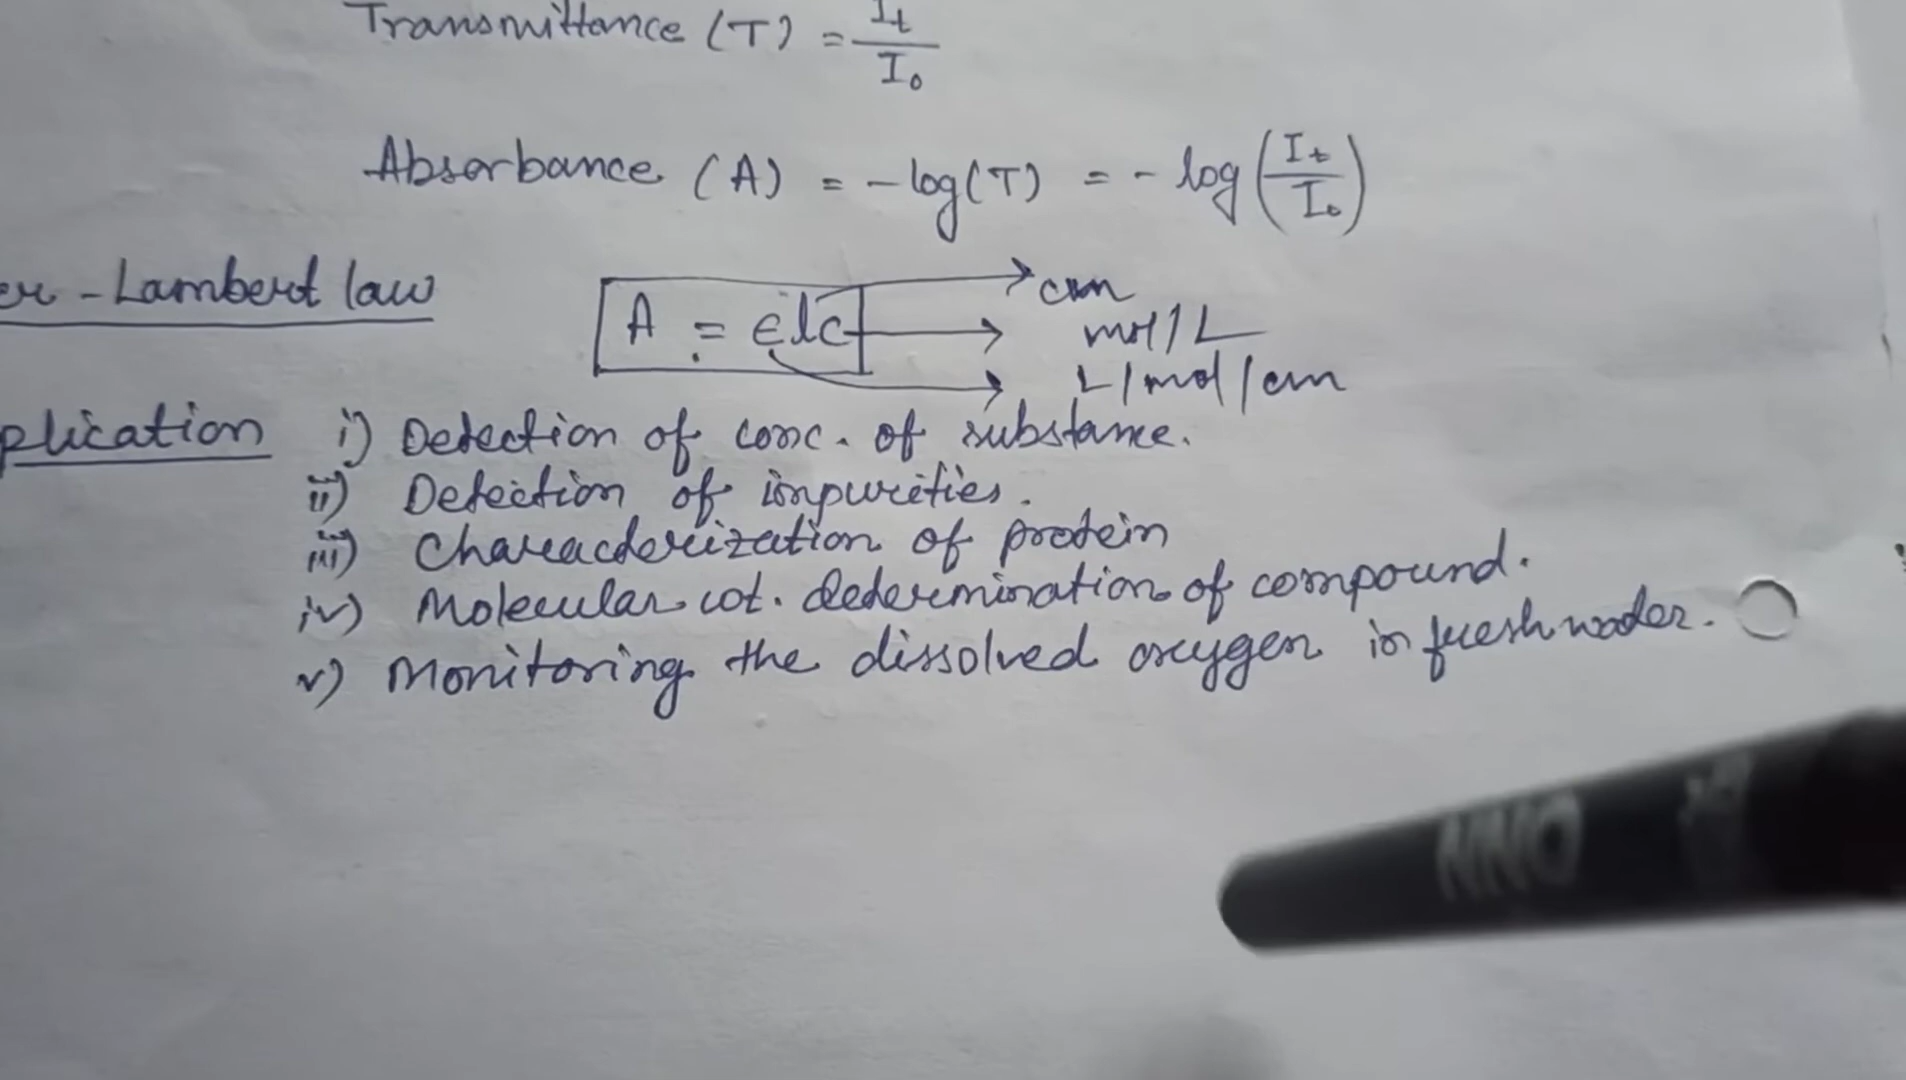 Transmittance (T) = It/I0
Absorbance (A) = -log(T) = -log(It/I0)
er-Lambert law
A = εlc
cm
mol/L
L/mol/cm
plication i) Detection of conc. of substance.
ii) Detection of impurities.
iii) Characterization of protein
iv) Molecular wt. determination of compound.
v) Monitoring the dissolved oxygen in fresh water.